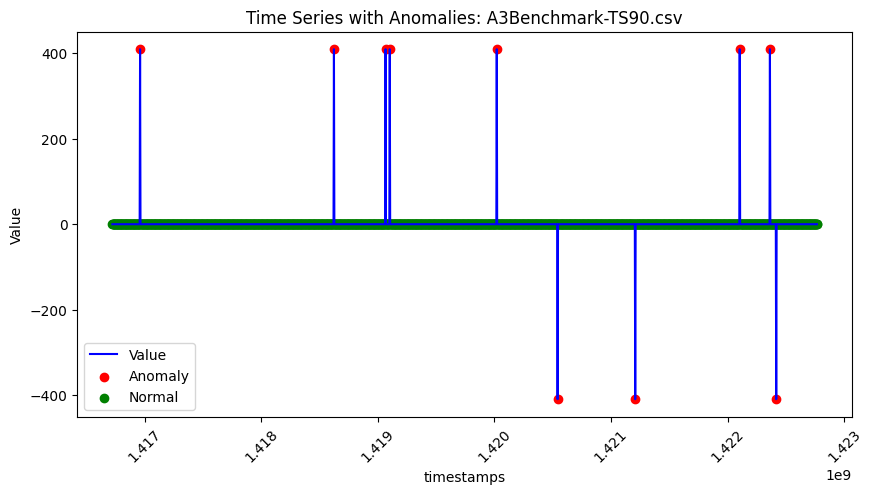 Time Series with Anomalies: A3Benchmark-TS90.csv
400
200
0
−200
−400
Value
Value
Anomaly
Normal
1.417
1.418
1.419
1.420
1.421
1.422
1.423
1e9
timestamps